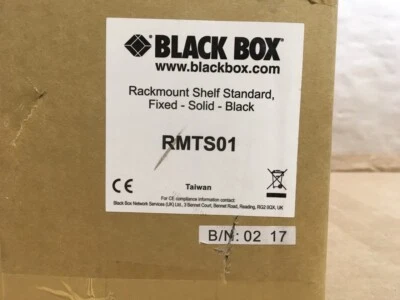 BLACK BOX
www.blackbox.com
Rackmount Shelf Standard,
Fixed - Solid - Black
RMTS01
CE
Taiwan
For CE compliance information contact
Black Box Network Services (UK) Ltd., 3 Bennet Court, Bennet Road, Reading, RG2 0QX, UK
B/N: 02 17